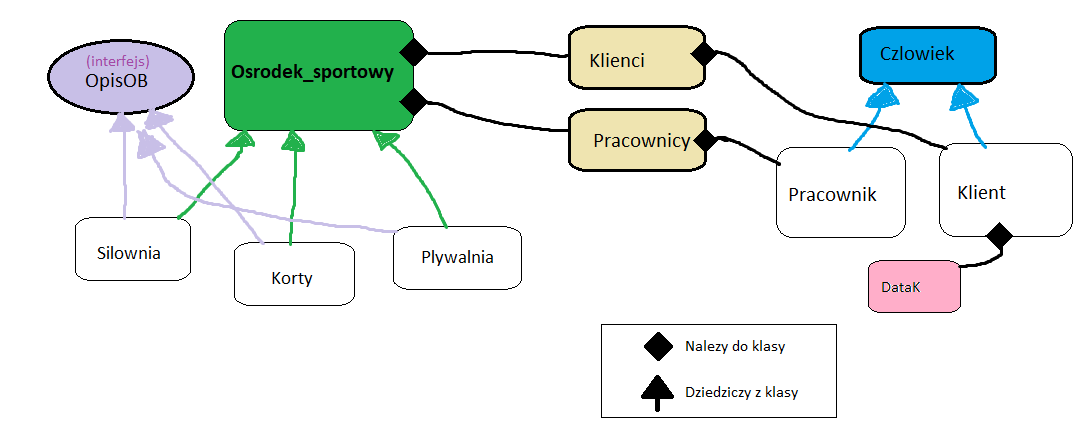 (interfejs)
OpisOB
Osrodek_sportowy
Klienci
Pracownicy
Czlowiek
Pracownik
Klient
DataK
Silownia
Korty
Plywalnia
Nalezy do klasy
Dziedziczy z klasy